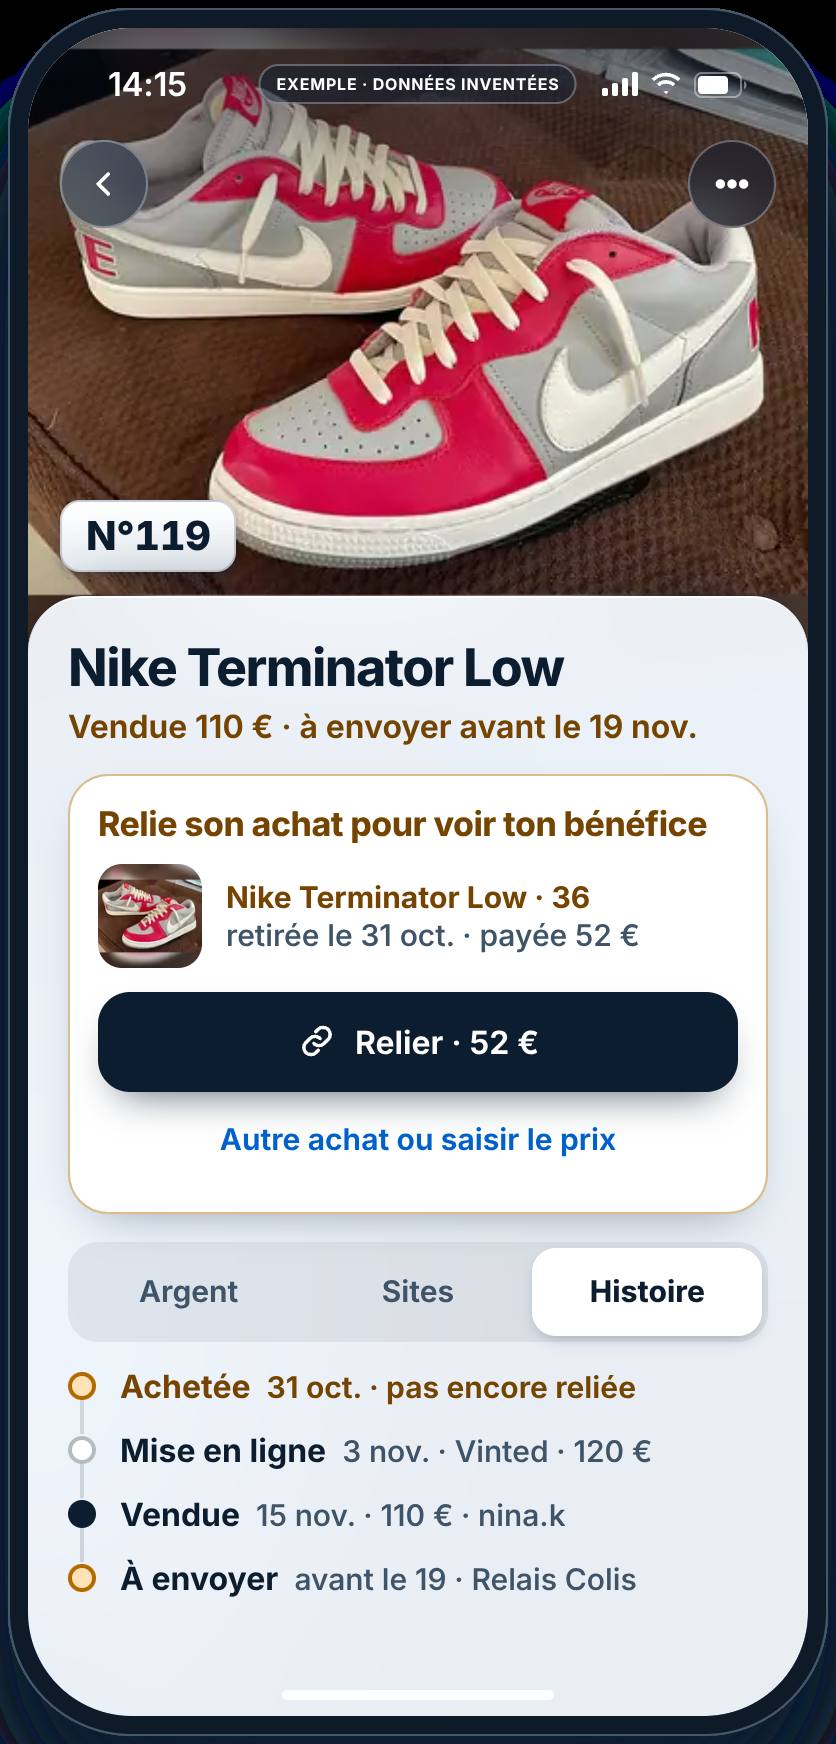 14:15
EXEMPLE · DONNÉES INVENTÉES
E
N°119
Nike Terminator Low
Vendue 110 € · à envoyer avant le 19 nov.
Relie son achat pour voir ton bénéfice
Nike Terminator Low · 36
retirée le 31 oct. · payée 52 €
Relier · 52 €
Autre achat ou saisir le prix
Argent
Sites
Histoire
Achetée 31 oct. · pas encore reliée
Mise en ligne 3 nov. · Vinted · 120 €
Vendue 15 nov. · 110 € · nina.k
À envoyer avant le 19 · Relais Colis